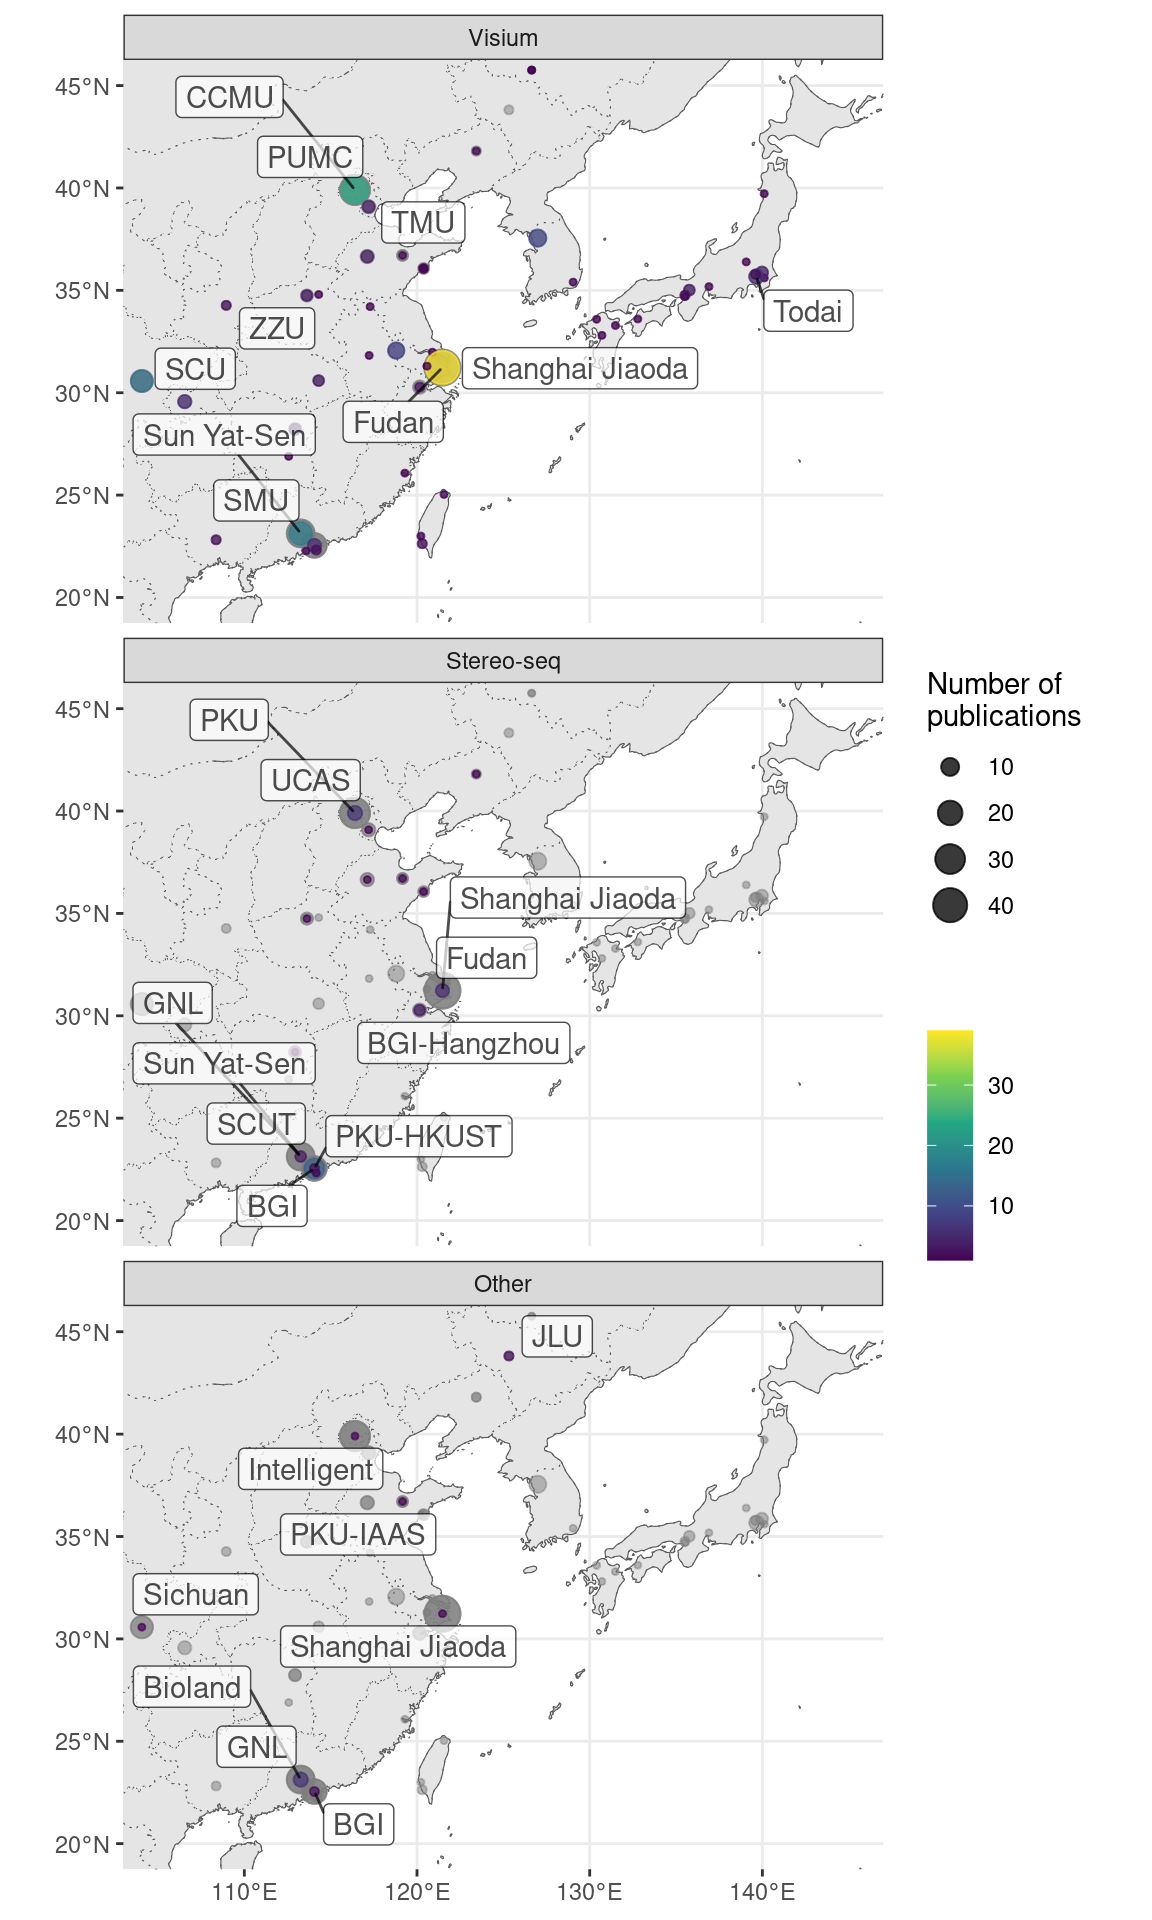 Visium
45°N
40°N
35°N
30°N
25°N
20°N
CCMU
PUMC
TMU
ZZU
SCU
Todai
Shanghai Jiaoda
Fudan
Sun Yat-Sen
SMU
Stereo-seq
45°N
40°N
35°N
30°N
25°N
20°N
PKU
UCAS
Shanghai Jiaoda
Fudan
GNL
BGI-Hangzhou
Sun Yat-Sen
SCUT
PKU-HKUST
BGI
Number of
publications
10
20
30
40
30
20
10
Other
45°N
40°N
35°N
30°N
25°N
20°N
JLU
Intelligent
PKU-IAAS
Sichuan
Shanghai Jiaoda
Bioland
GNL
BGI
110°E
120°E
130°E
140°E